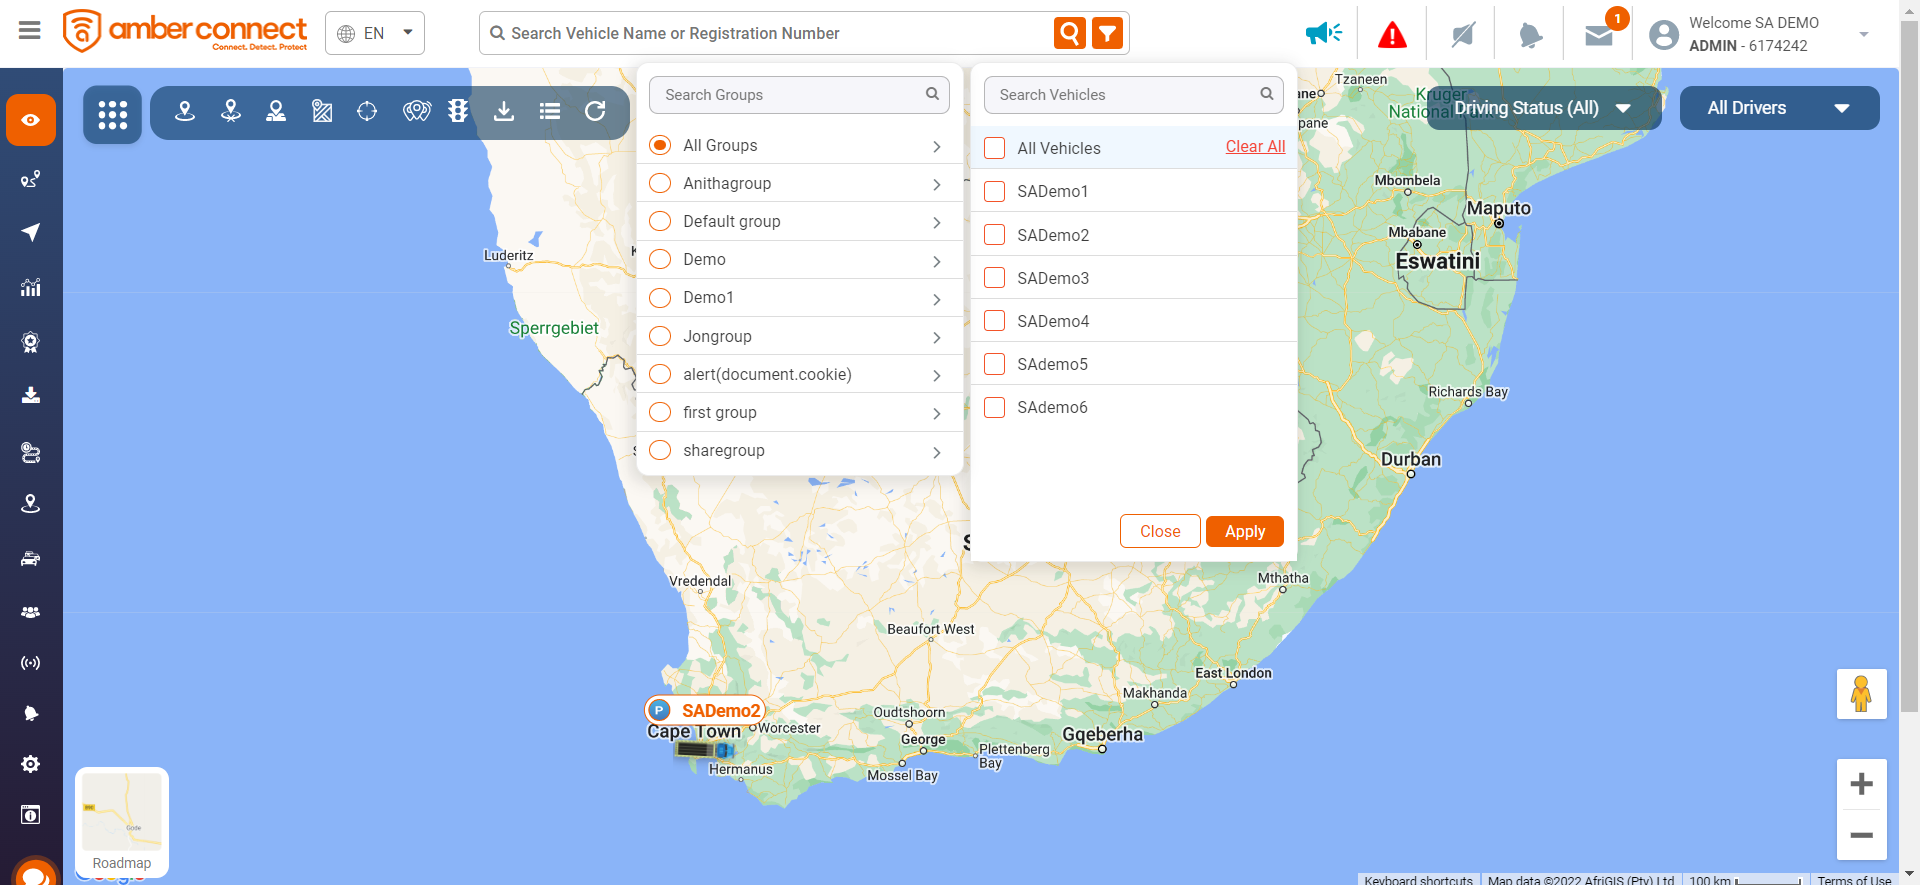 amber connect
Connect. Detect. Protect
EN
Search Vehicle Name or Registration Number
1
Welcome SA DEMO
ADMIN - 6174242
Search Groups
All Groups
Anithagroup
Default group
Demo
Demo1
Jongroup
alert(document.cookie)
first group
sharegroup
Search Vehicles
All Vehicles
Clear All
SADemo1
SADemo2
SADemo3
SADemo4
SAdemo5
SAdemo6
Close
Apply
Driving Status (All)
All Drivers
Tzaneen
Kruger
National Park
pane
Mbombela
Maputo
Mbabane
Eswatini
Luderitz
Sperrgebiet
Richards Bay
Durban
Mthatha
Vredendal
Beaufort West
East London
Makhanda
P SADemo2
Cape Town
Worcester
Oudtshoorn
George
Gqeberha
Plettenberg
Bay
Hermanus
Mossel Bay
Gode
Roadmap
Google
Keyboard shortcuts
Map data ©2022 AfriGIS (Pty) Ltd
100 km
Terms of Use